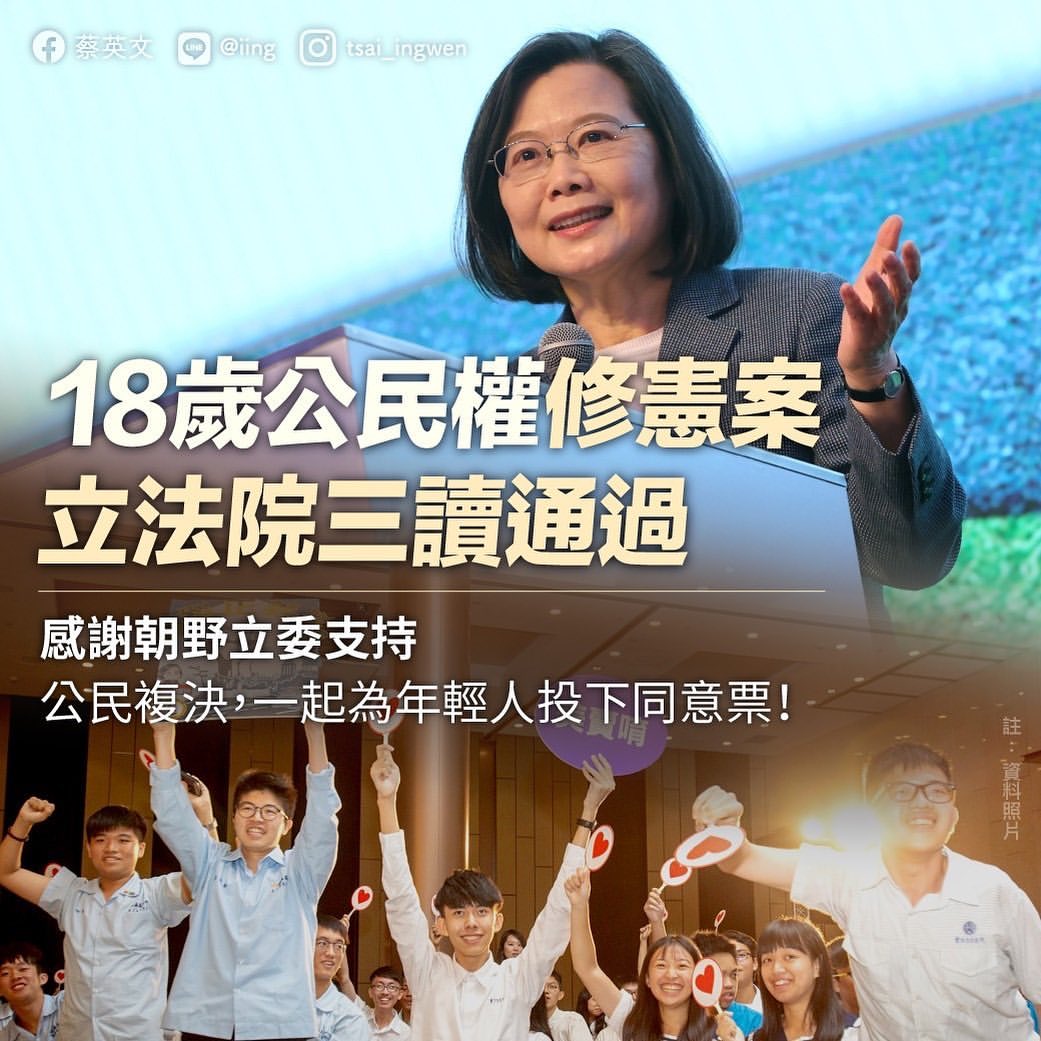 蔡英文 LINE @iing tsai_ingwen
18歲公民權修憲案
立法院三讀通過
感謝朝野立委支持
公民複決,一起為年輕人投下同意票!
註:資料照片